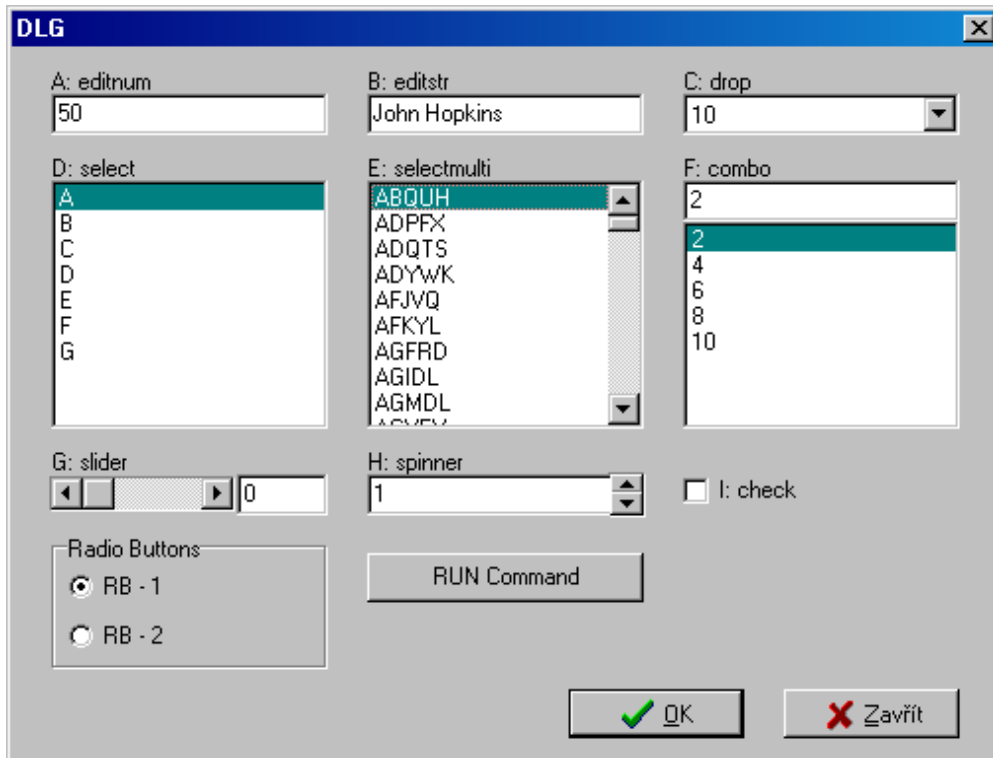 DLG
A: editnum
50
B: editstr
John Hopkins
C: drop
10
D: select
A
B
C
D
E
F
G
E: selectmulti
ABQUH
ADPFX
ADQTS
ADYWK
AFJVQ
AFKYL
AGFRD
AGIDL
AGMDL
F: combo
2
2
4
6
8
10
G: slider
0
H: spinner
1
I: check
Radio Buttons
RB - 1
RB - 2
RUN Command
OK
Zavřít